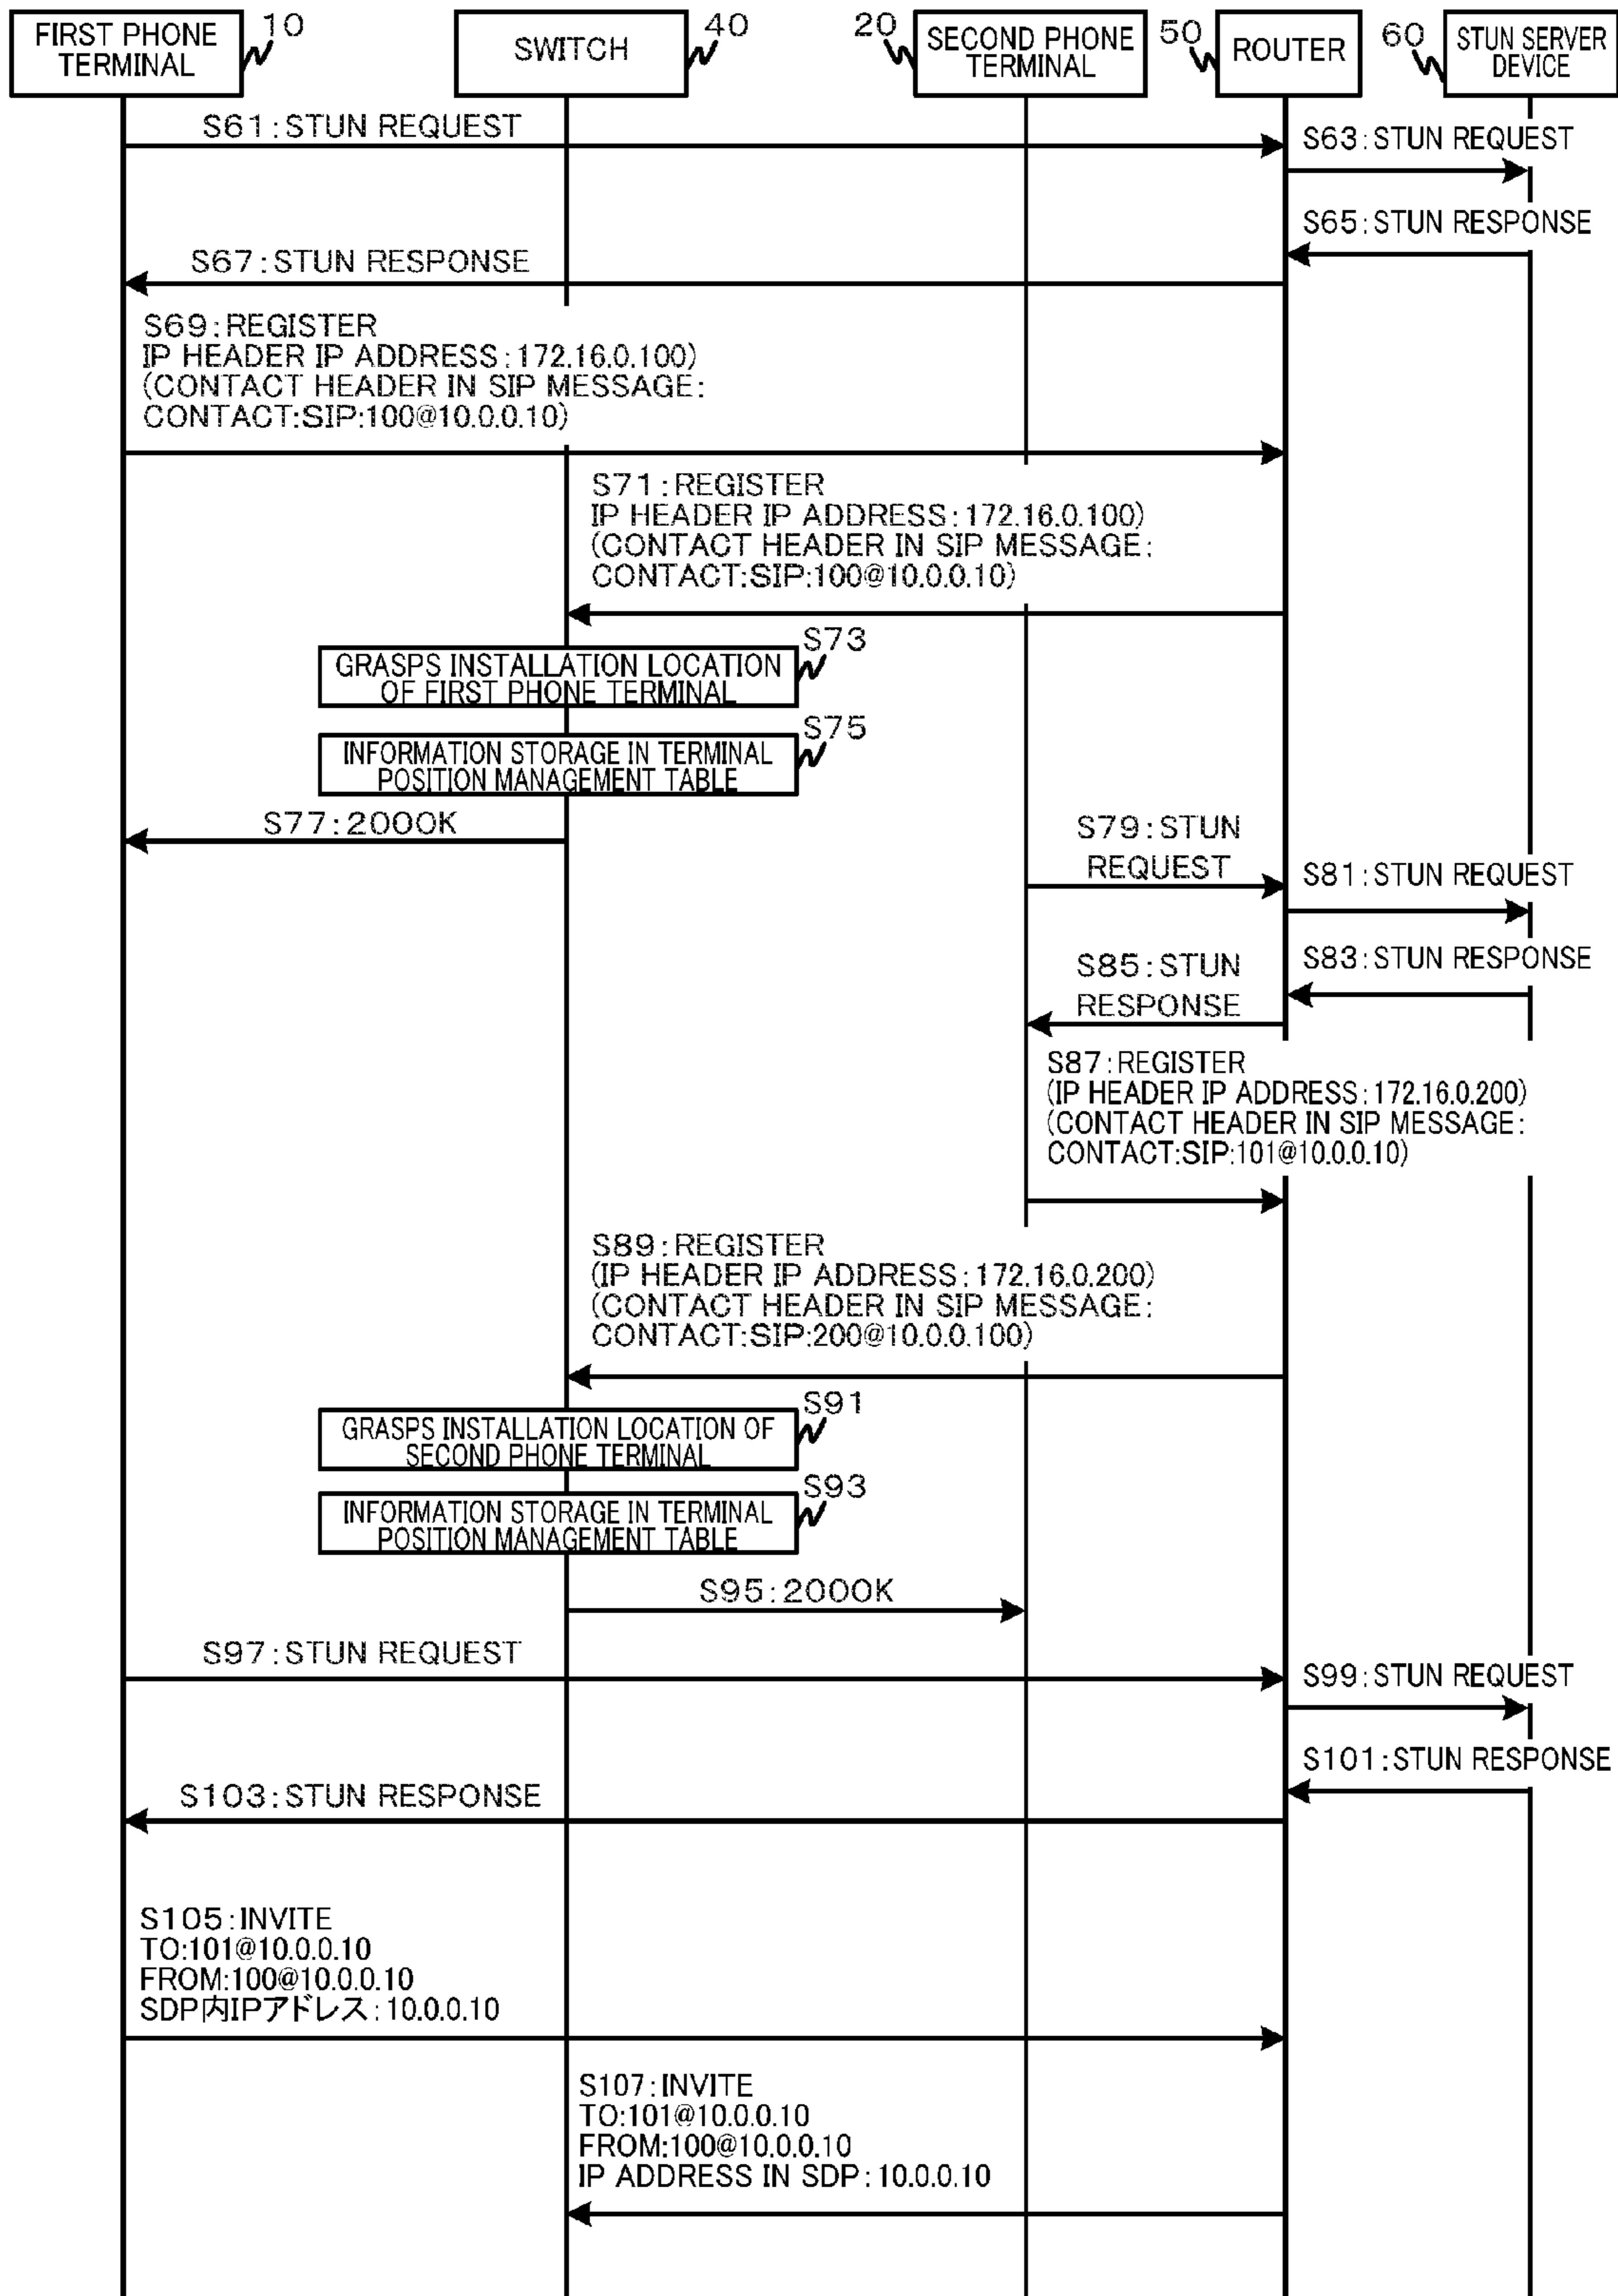 FIRST PHONE
TERMINAL
10
SWITCH
40
20
SECOND PHONE
TERMINAL
50
ROUTER
60
STUN SERVER
DEVICE
S61:STUN REQUEST
S63:STUN REQUEST
S65:STUN RESPONSE
S67:STUN RESPONSE
S69:REGISTER
IP HEADER IP ADDRESS:172.16.0.100)
(CONTACT HEADER IN SIP MESSAGE:
CONTACT:SIP:100@10.0.0.10)
S71:REGISTER
IP HEADER IP ADDRESS:172.16.0.100)
(CONTACT HEADER IN SIP MESSAGE:
CONTACT:SIP:100@10.0.0.10)
S73
GRASPS INSTALLATION LOCATION
OF FIRST PHONE TERMINAL
S75
INFORMATION STORAGE IN TERMINAL
POSITION MANAGEMENT TABLE
S77:200OK
S79:STUN
REQUEST
S81:STUN REQUEST
S83:STUN RESPONSE
S85:STUN
RESPONSE
S87:REGISTER
(IP HEADER IP ADDRESS:172.16.0.200)
(CONTACT HEADER IN SIP MESSAGE:
CONTACT:SIP:101@10.0.0.10)
S89:REGISTER
(IP HEADER IP ADDRESS:172.16.0.200)
(CONTACT HEADER IN SIP MESSAGE:
CONTACT:SIP:200@10.0.0.100)
S91
GRASPS INSTALLATION LOCATION OF
SECOND PHONE TERMINAL
S93
INFORMATION STORAGE IN TERMINAL
POSITION MANAGEMENT TABLE
S95:200OK
S97:STUN REQUEST
S99:STUN REQUEST
S101:STUN RESPONSE
S103:STUN RESPONSE
S105:INVITE
TO:101@10.0.0.10
FROM:100@10.0.0.10
SDP内IPアドレス:10.0.0.10
S107:INVITE
TO:101@10.0.0.10
FROM:100@10.0.0.10
IP ADDRESS IN SDP:10.0.0.10